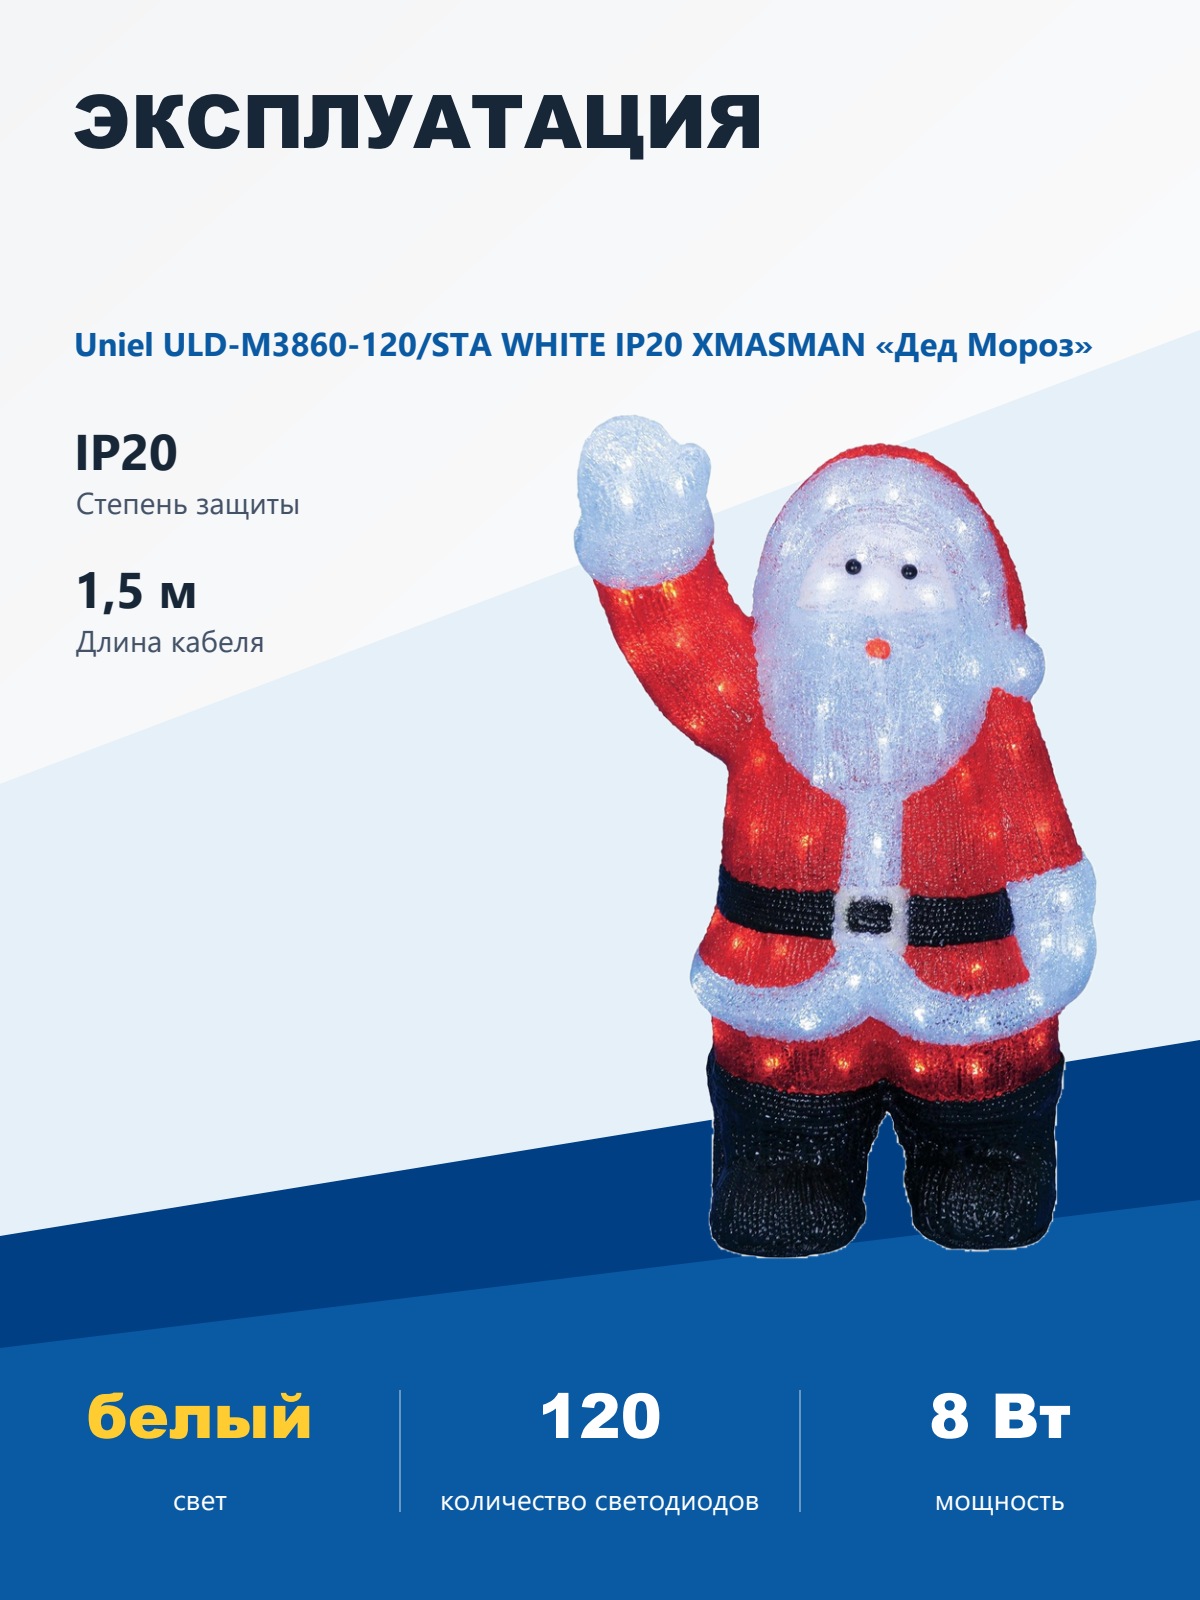 ЭКСПЛУАТАЦИЯ
Uniel ULD-M3860-120/STA WHITE IP20 XMASMAN «Дед Мороз»
IP20
Степень защиты
1,5 м
Длина кабеля
белый
свет
120
количество светодиодов
8 Вт
мощность